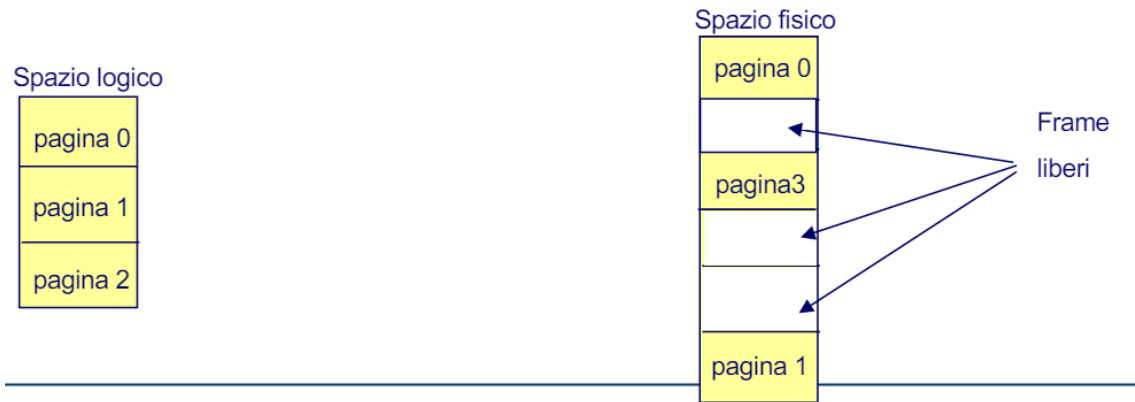 Spazio logico
pagina 0
pagina 1
pagina 2
Spazio fisico
pagina 0
pagina3
pagina 1
Frame
liberi